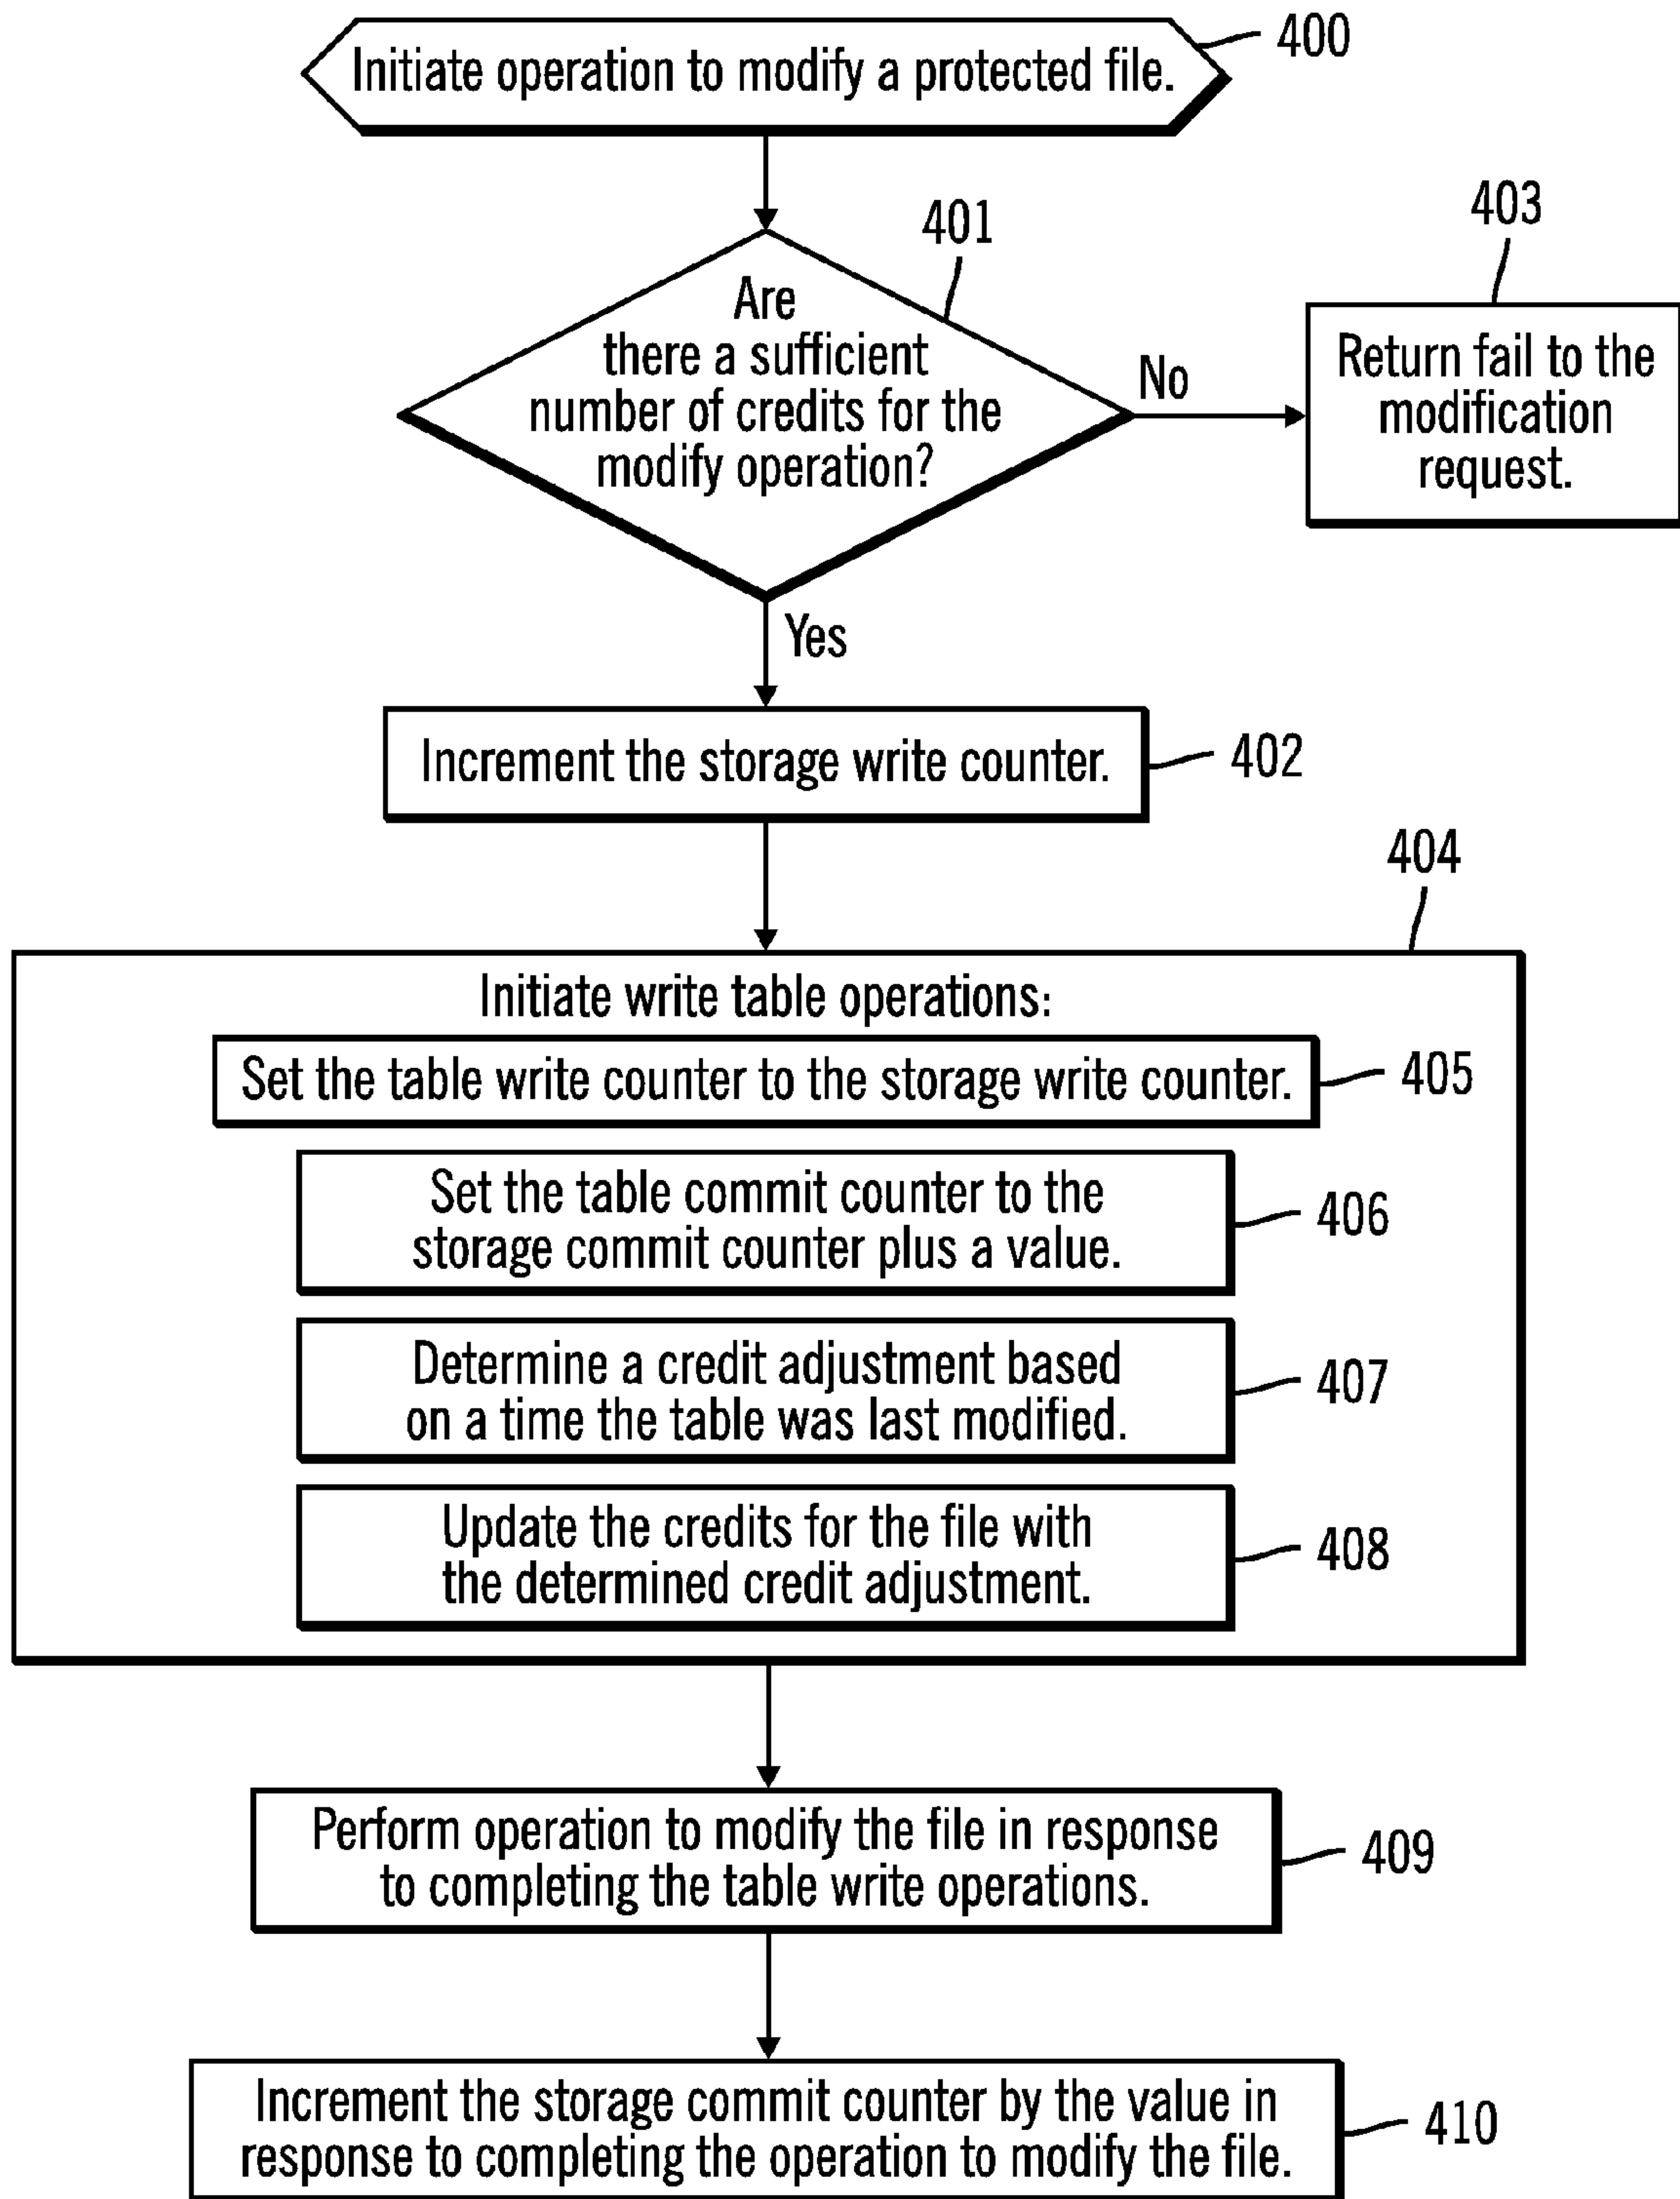 400
Initiate operation to modify a protected file.
401
403
Are
there a sufficient
number of credits for the
modify operation?
No
Return fail to the
modification
request.
Yes
Increment the storage write counter.
402
404
Initiate write table operations:
Set the table write counter to the storage write counter.
405
Set the table commit counter to the
storage commit counter plus a value.
406
Determine a credit adjustment based
on a time the table was last modified.
407
Update the credits for the file with
the determined credit adjustment.
408
Perform operation to modify the file in response
to completing the table write operations.
409
Increment the storage commit counter by the value in
response to completing the operation to modify the file.
410